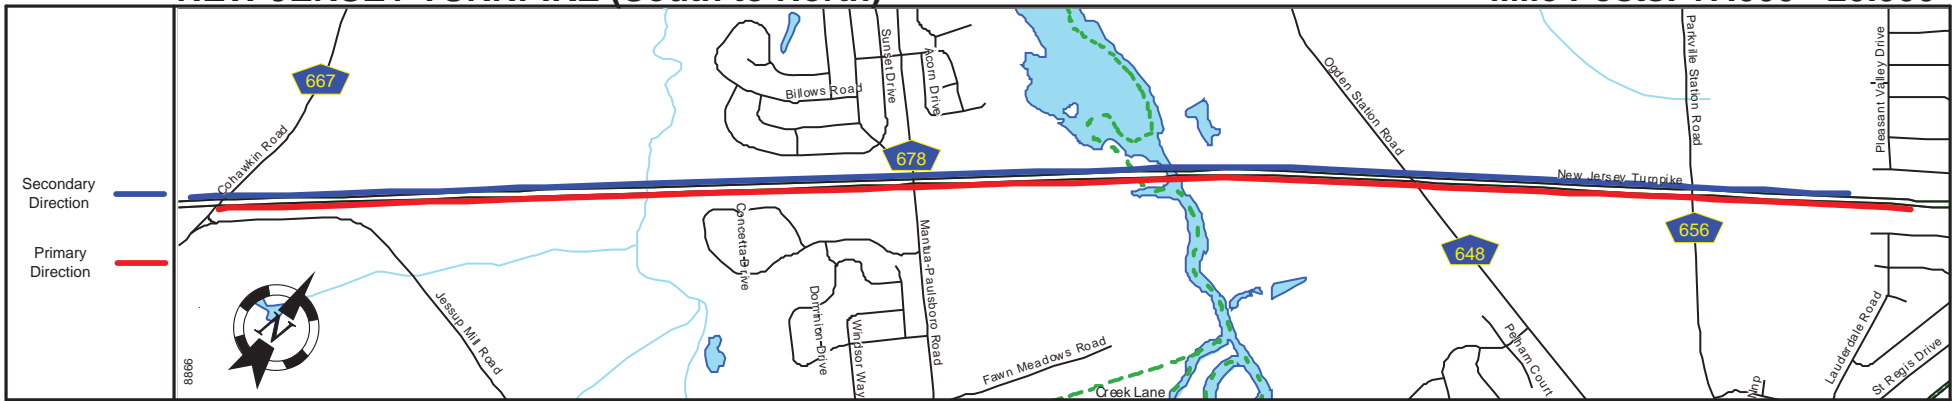 667
Cohawkin Road
Billows Road
Sunset Drive
Acorn Drive
678
Ogden Station Road
Parkville Station Road
Pleasant Valley Drive
Secondary
Direction
New Jersey Turnpike
Primary
Direction
Concetta Drive
Mantua-Paulsboro Road
648
656
N
Jessup Mill Road
Dominion Drive
Windsor Way
Fawn Meadows Road
Creek Lane
Pelham Court
Lauderdale Road
St Regis Drive
8866